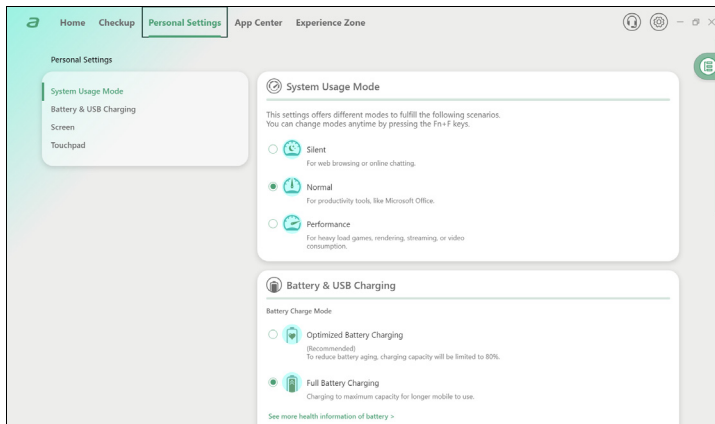 a
Home Checkup Personal Settings App Center Experience Zone
Personal Settings
System Usage Mode
Battery & USB Charging
Screen
Touchpad
System Usage Mode
This settings offers different modes to fulfill the following scenarios.
You can change modes anytime by pressing the Fn+F keys.
Silent
For web browsing or online chatting.
Normal
For productivity tools, like Microsoft Office.
Performance
For heavy load games, rendering, streaming, or video
consumption.
Battery & USB Charging
Battery Charge Mode
Optimized Battery Charging
(Recommended)
To reduce battery aging, charging capacity will be limited to 80%.
Full Battery Charging
Charging to maximum capacity for longer mobile to use.
See more health information of battery >